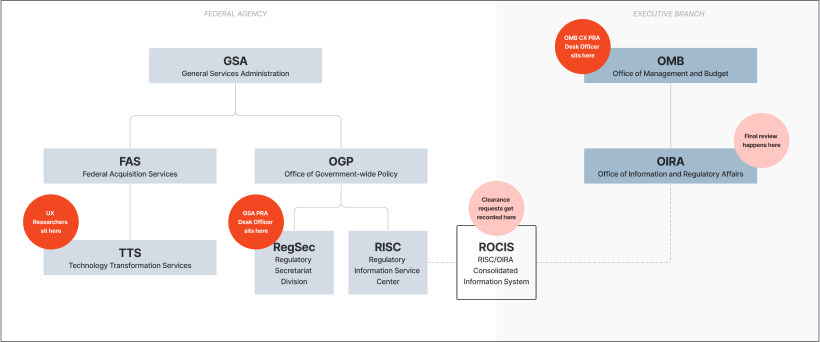 FEDERAL AGENCY
EXECUTIVE BRANCH
OMB CX PRA
Desk Officer
sits here
GSA
General Services Administration
OMB
Office of Management and Budget
Final review
happens here
FAS
Federal Acquisition Services
OGP
Office of Government-wide Policy
OIRA
Office of Information and Regulatory Affairs
UX
Researchers
sit here
GSA PRA
Desk Officer
sits here
Clearance
requests get
recorded here
TTS
Technology Transformation Services
RegSec
Regulatory
Secretariat
Division
RISC
Regulatory
Information Service
Center
ROCIS
RISC/OIRA
Consolidated
Information System